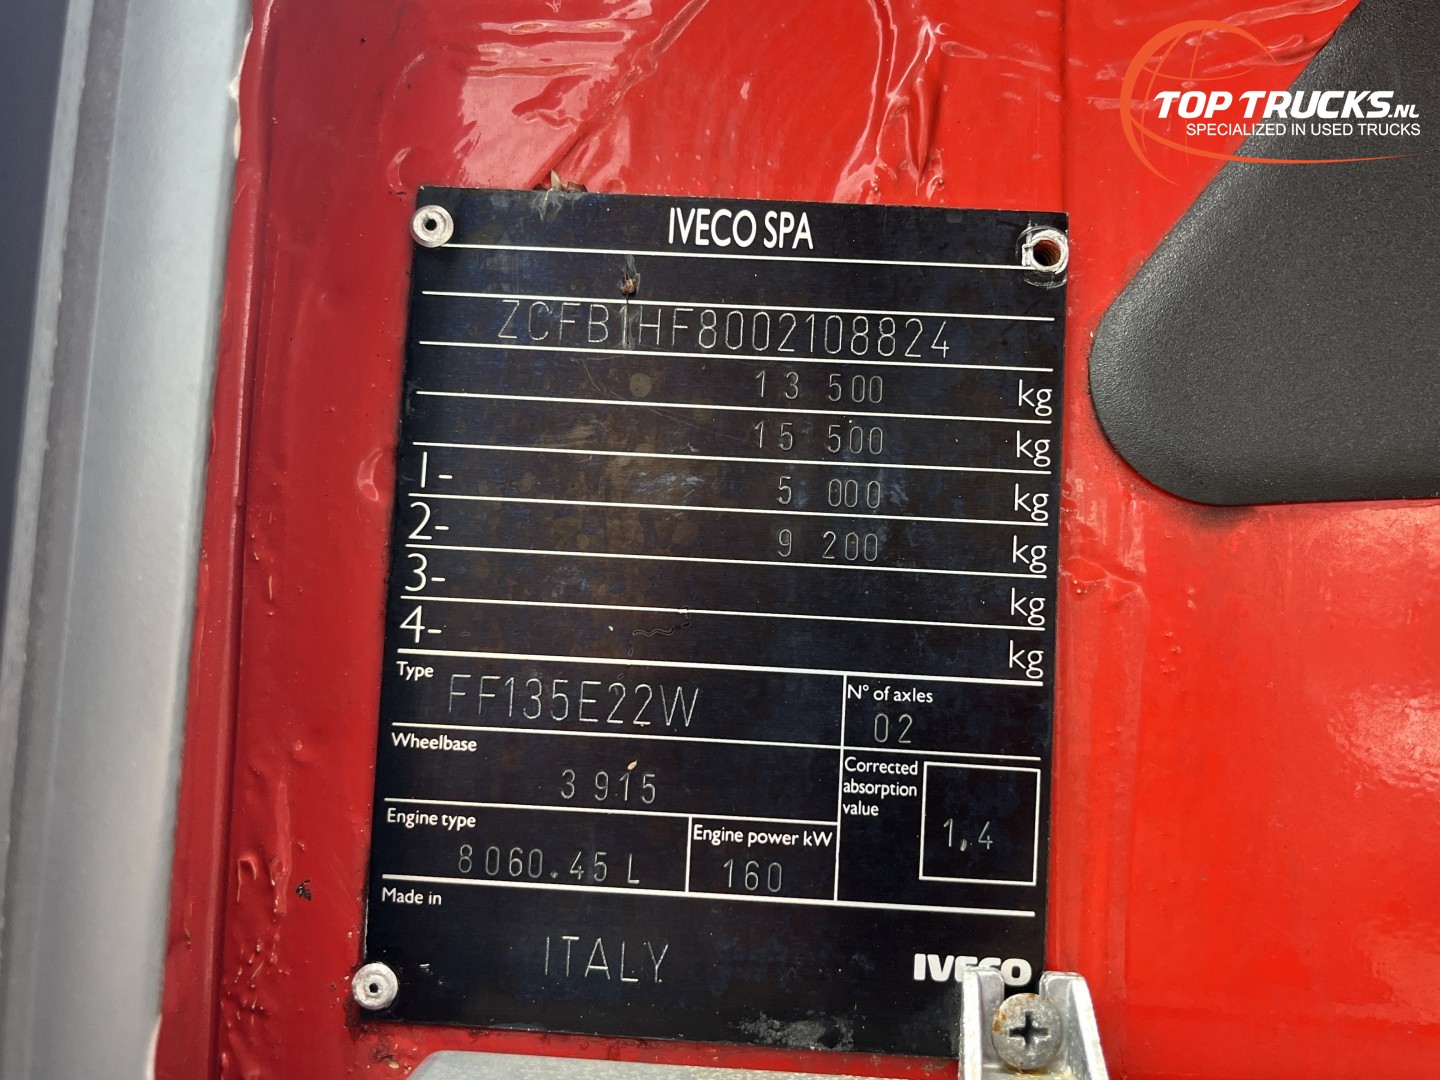 TOP TRUCKS.NL
SPECIALIZED IN USED TRUCKS
IVECO SPA
ZCFB1HF8002108824
13 500 kg
15 500 kg
1- 5 000 kg
2- 9 200 kg
3- kg
4- kg
Type FF135E22W
N° of axles 02
Wheelbase 3 915
Corrected absorption value 1,4
Engine type 8060.45 L
Engine power kW 160
Made in ITALY
IVECO